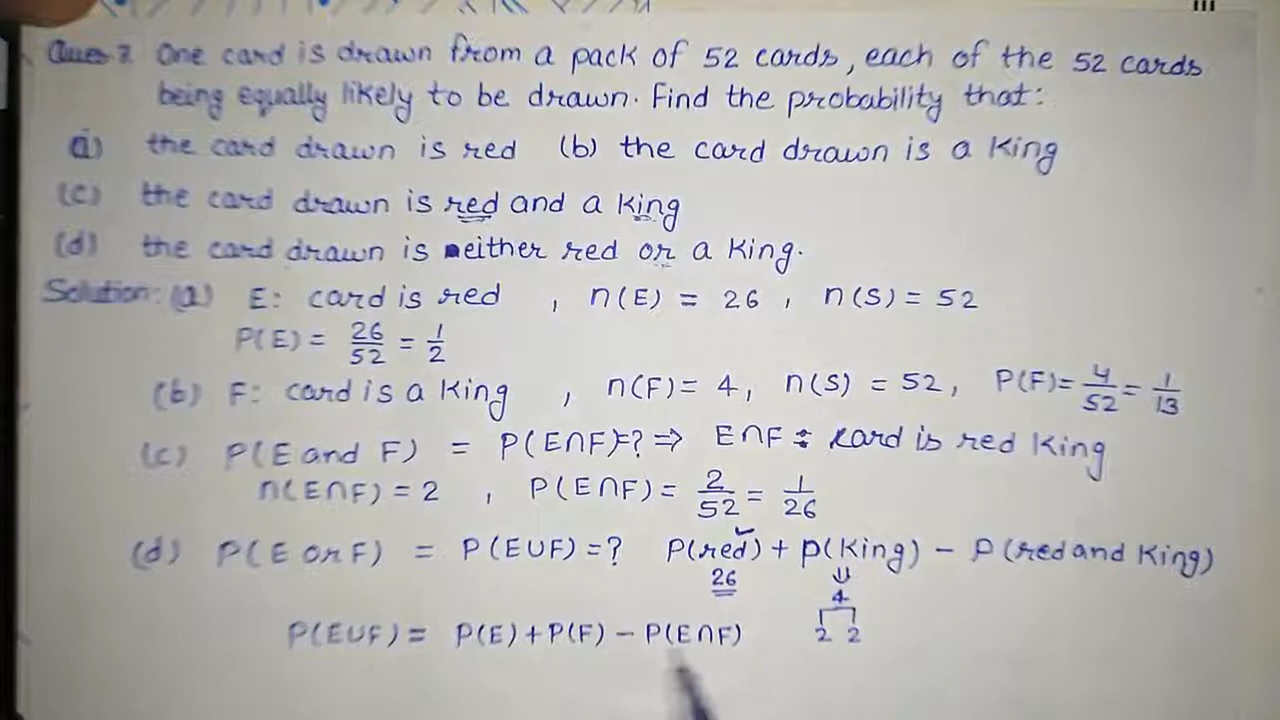 Ques 7. One card is drawn from a pack of 52 cards, each of the 52 cards
being equally likely to be drawn. Find the probability that:
a) the card drawn is red (b) the card drawn is a King
(c) the card drawn is red and a king
(d) the card drawn is neither red or a King.
Solution: (a) E: card is red , n(E) = 26 , n(S) = 52
P(E) = 26/52 = 1/2
(b) F: card is a King , n(F) = 4, n(S) = 52, P(F) = 4/52 = 1/13
(c) P(E and F) = P(E∩F)=? ⇒ E∩F: card is red King
n(E∩F) = 2 , P(E∩F) = 2/52 = 1/26
(d) P(E or F) = P(E∪F) = ? P(red) + P(King) - P(red and King)
26 ⇓ 4
2 2
P(E∪F) = P(E) + P(F) - P(E∩F)